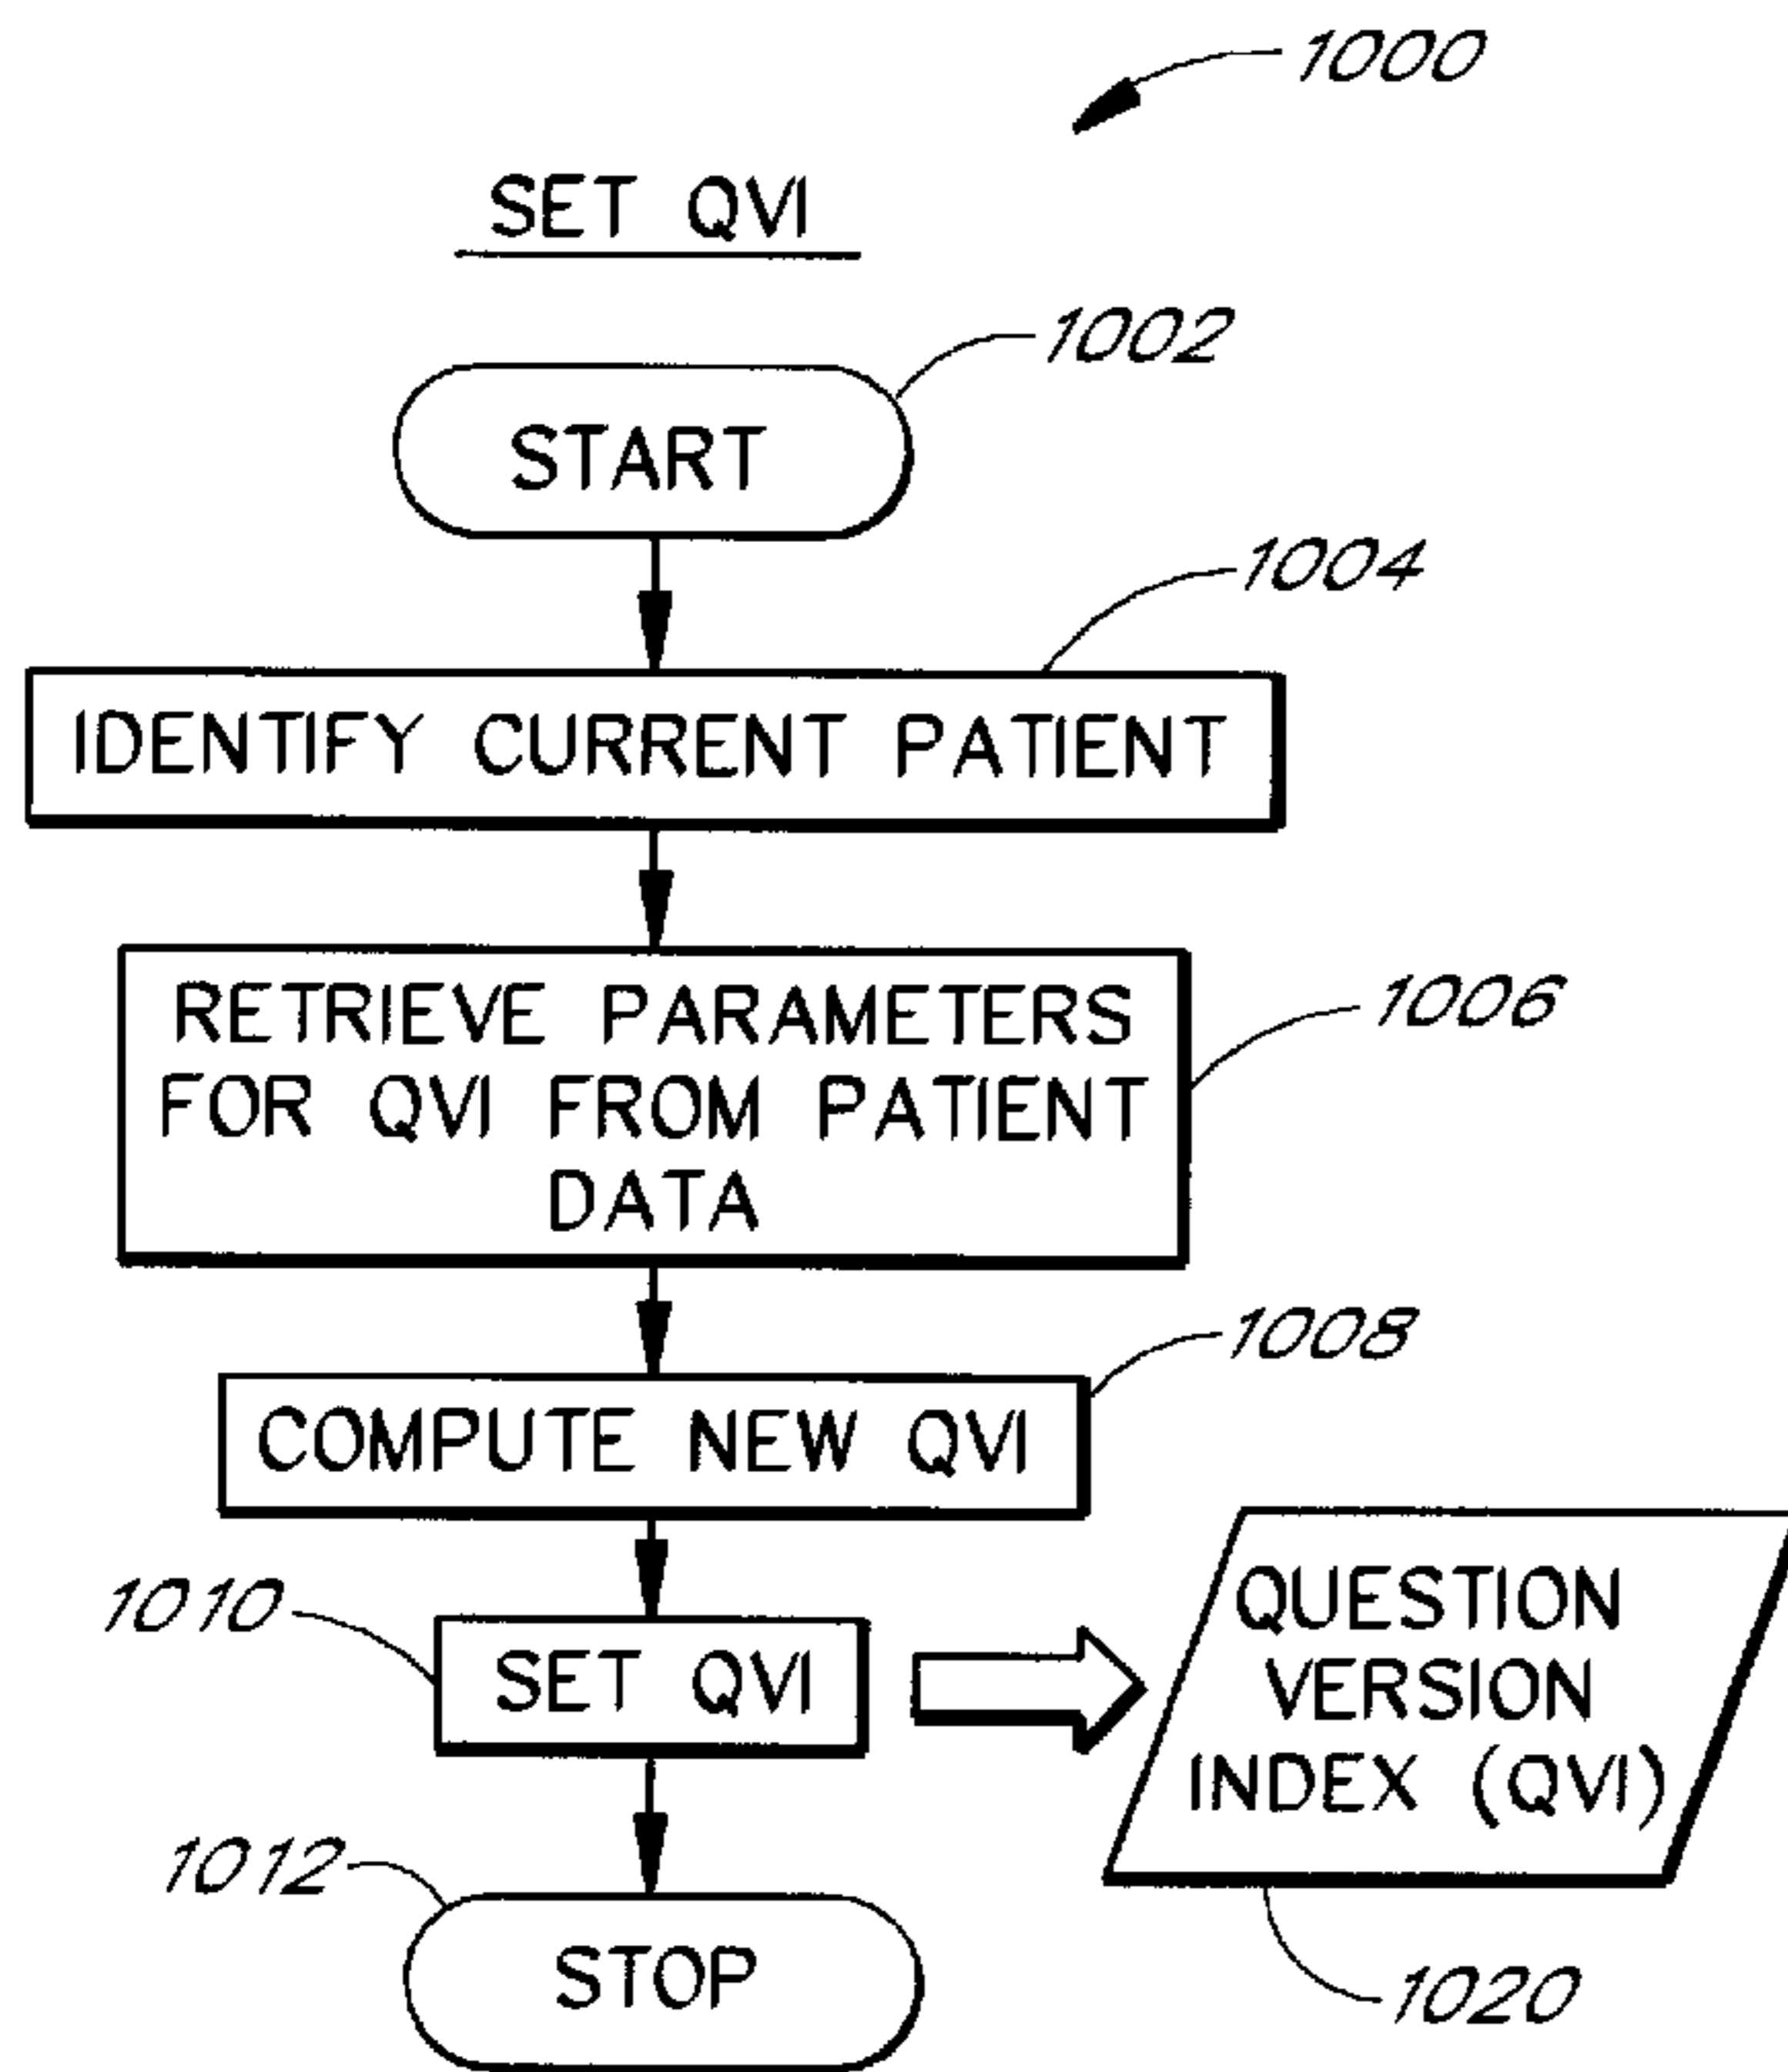 1000
SET QVI
1002
START
1004
IDENTIFY CURRENT PATIENT
RETRIEVE PARAMETERS
1006
FOR QVI FROM PATIENT
DATA
1008
COMPUTE NEW QVI
1010
SET QVI
QUESTION
VERSION
INDEX (QVI)
1012
STOP
1020